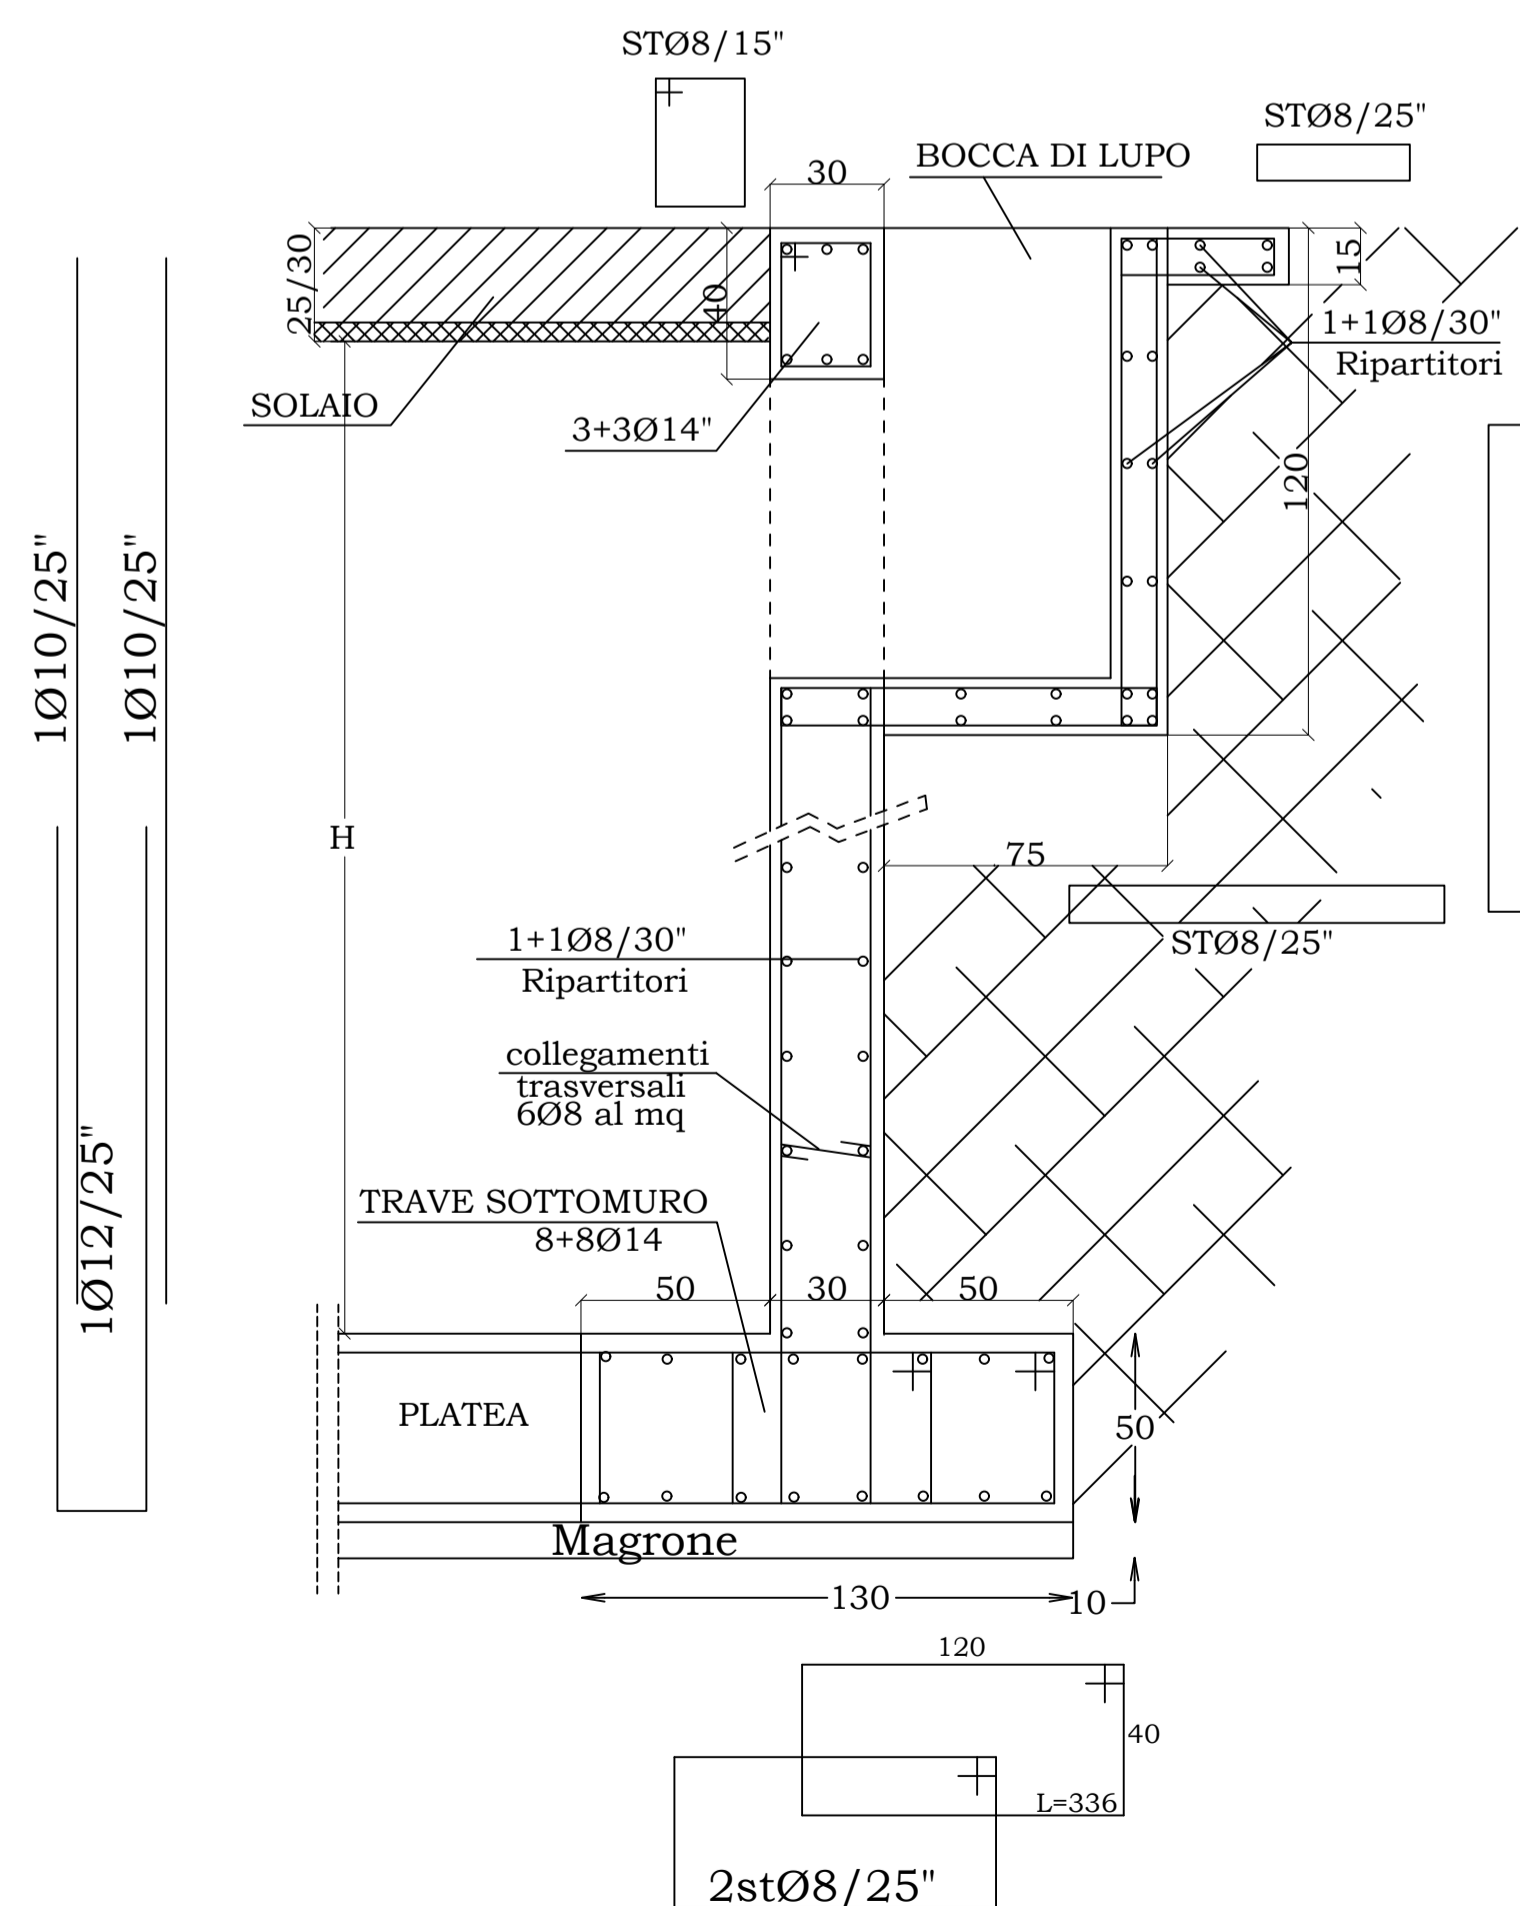 STØ8/15"
STØ8/25"
BOCCA DI LUPO
30
25/30
40
15
1+1Ø8/30"
Ripartitori
SOLAIO
3+3Ø14"
120
1Ø10/25"
1Ø10/25"
H
75
STØ8/25"
1+1Ø8/30"
Ripartitori
collegamenti
trasversali
6Ø8 al mq
1Ø12/25"
TRAVE SOTTOMURO
8+8Ø14
50
30
50
PLATEA
50
Magrone
130
10
120
40
L=336
2stØ8/25"